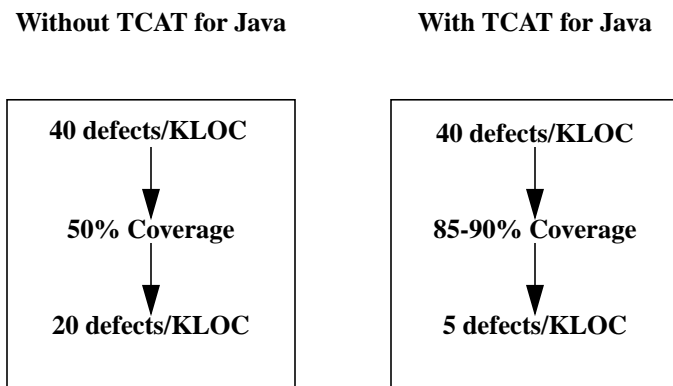 Without TCAT for Java
40 defects/KLOC
50% Coverage
20 defects/KLOC
With TCAT for Java
40 defects/KLOC
85-90% Coverage
5 defects/KLOC